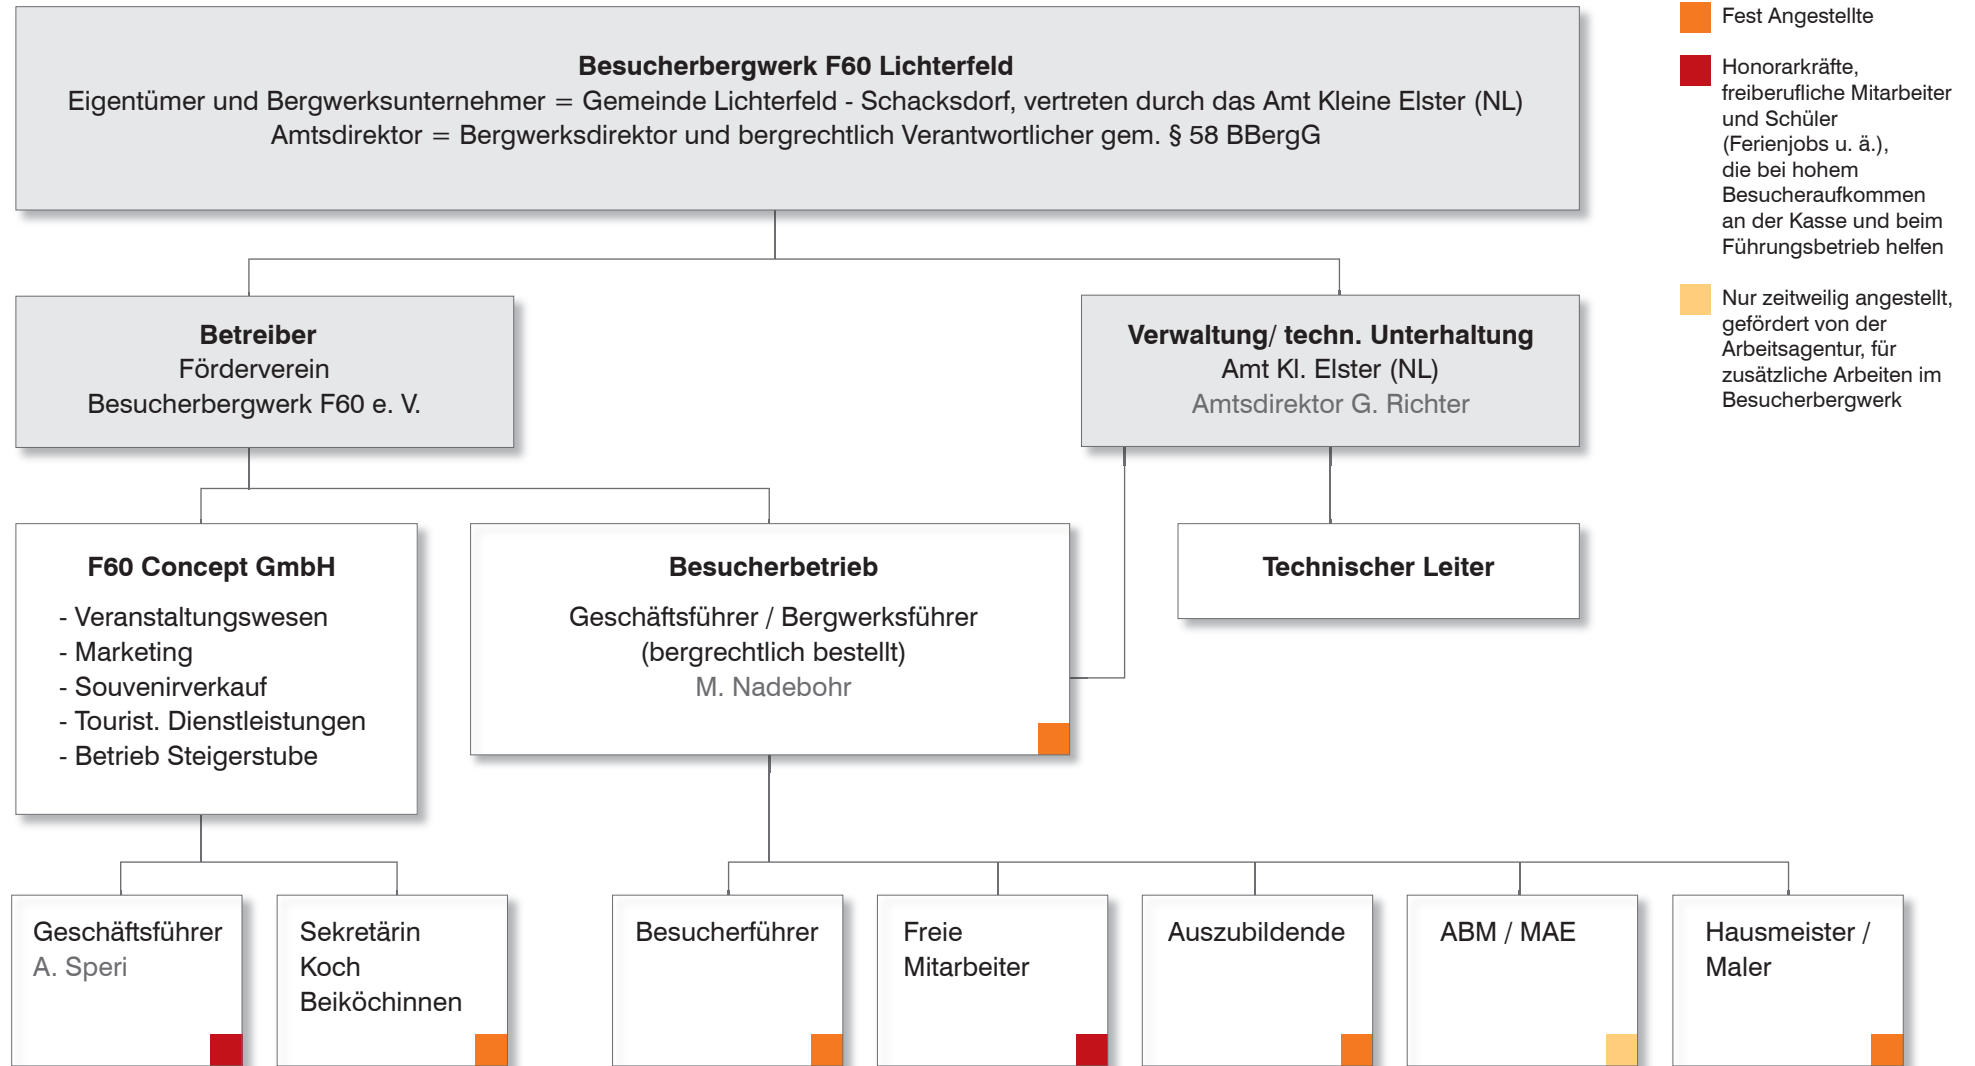 Besucherbergwerk F60 Lichterfeld
Eigentümer und Bergwerksunternehmer = Gemeinde Lichterfeld - Schacksdorf, vertreten durch das Amt Kleine Elster (NL)
Amtsdirektor = Bergwerksdirektor und bergrechtlich Verantwortlicher gem. § 58 BBergG
Fest Angestellte
Honorarkräfte,
freiberufliche Mitarbeiter
und Schüler
(Ferienjobs u. ä.),
die bei hohem
Besucheraufkommen
an der Kasse und beim
Führungsbetrieb helfen
Nur zeitweilig angestellt,
gefördert von der
Arbeitsagentur, für
zusätzliche Arbeiten im
Besucherbergwerk
Betreiber
Förderverein
Besucherbergwerk F60 e. V.
Verwaltung/ techn. Unterhaltung
Amt Kl. Elster (NL)
Amtsdirektor G. Richter
F60 Concept GmbH
- Veranstaltungswesen
- Marketing
- Souvenirverkauf
- Tourist. Dienstleistungen
- Betrieb Steigerstube
Besucherbetrieb
Geschäftsführer / Bergwerksführer
(bergrechtlich bestellt)
M. Nadebohr
Technischer Leiter
Geschäftsführer
A. Speri
Sekretärin
Koch
Beiköchinnen
Besucherführer
Freie
Mitarbeiter
Auszubildende
ABM / MAE
Hausmeister /
Maler